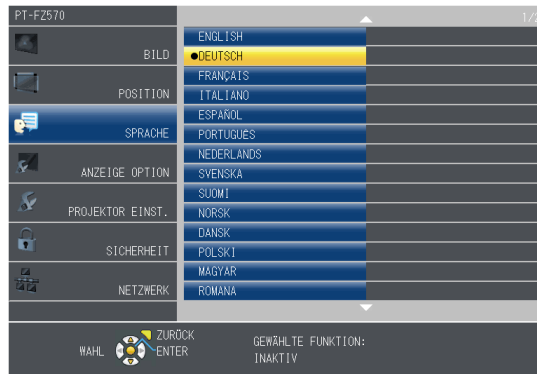 PT-FZ570
1/2
BILD
POSITION
SPRACHE
ANZEIGE OPTION
PROJEKTOR EINST.
SICHERHEIT
NETZWERK
ENGLISH
●DEUTSCH
FRANÇAIS
ITALIANO
ESPAÑOL
PORTUGUÊS
NEDERLANDS
SVENSKA
SUOMI
NORSK
DANSK
POLSKI
MAGYAR
ROMANA
WAHL
ZURÜCK
ENTER
GEWÄHLTE FUNKTION:
INAKTIV